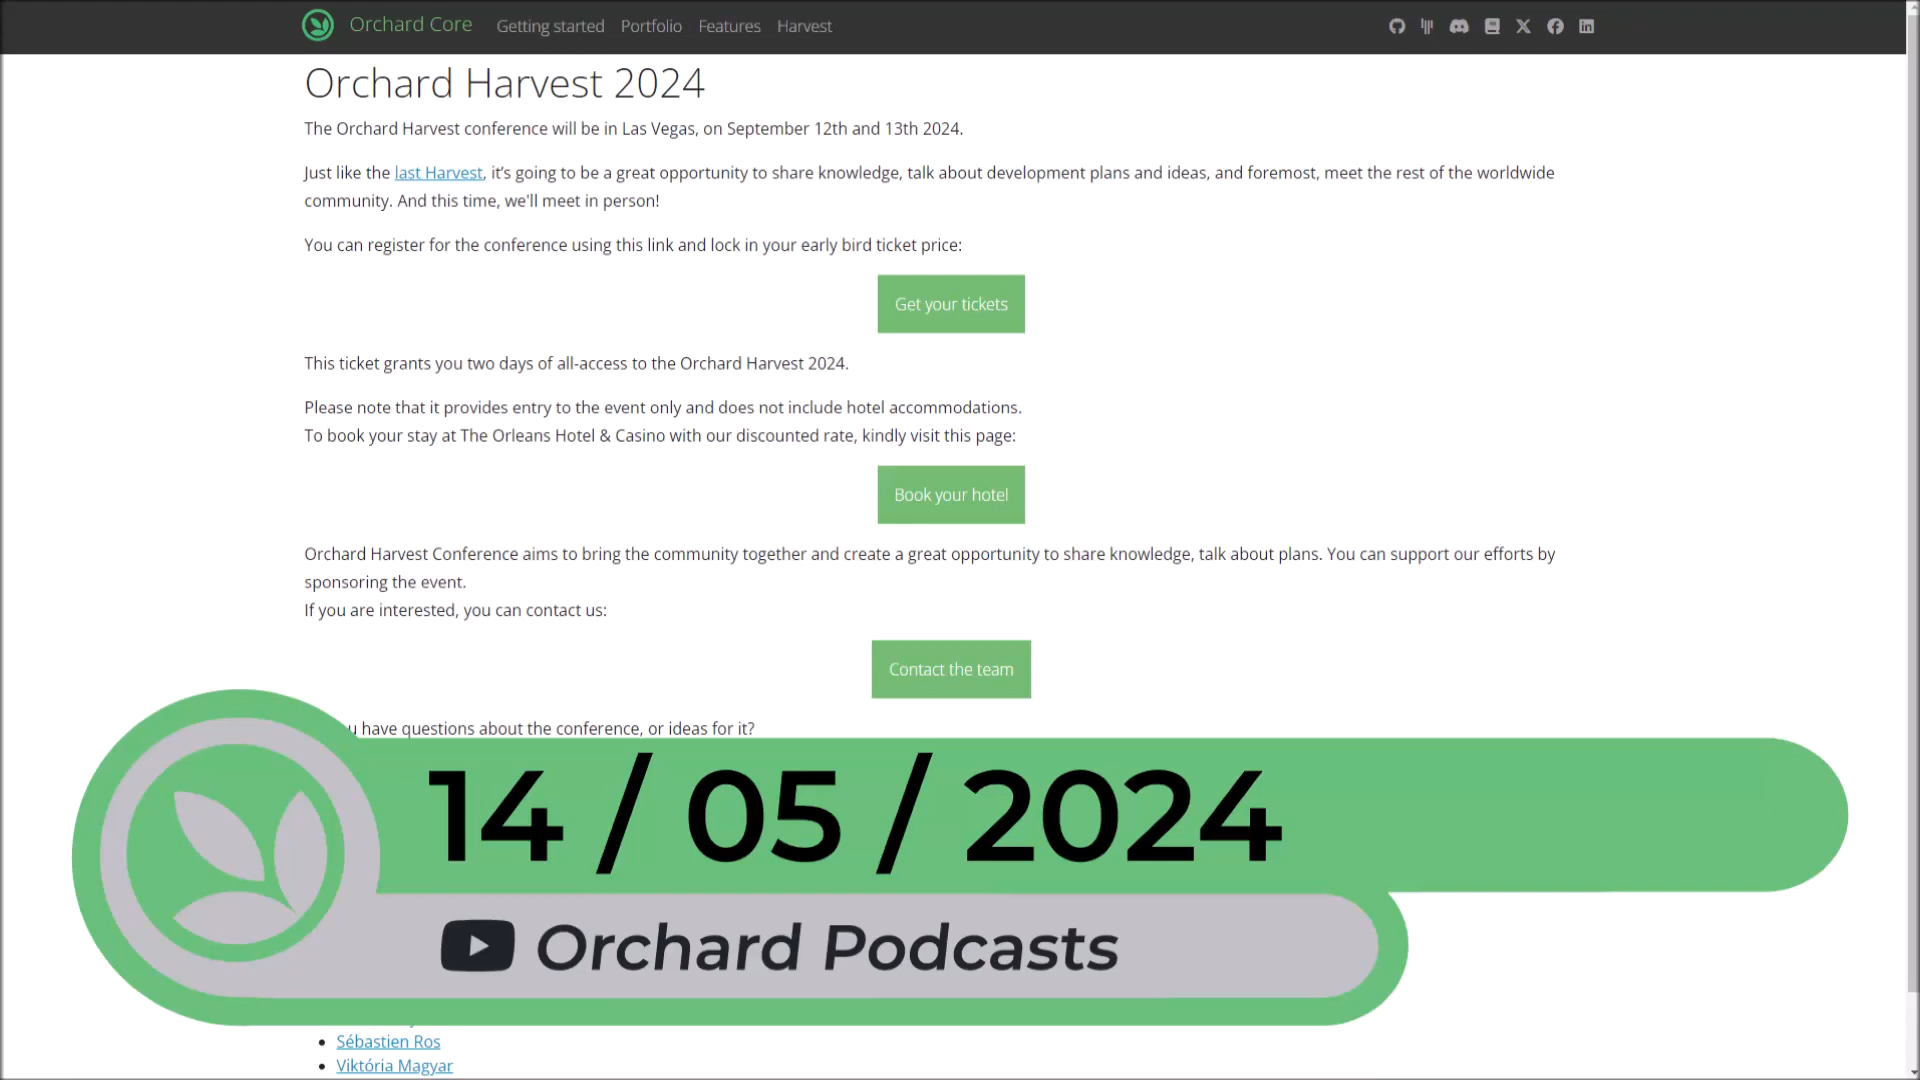 Orchard Core Getting started Portfolio Features Harvest
Orchard Harvest 2024
The Orchard Harvest conference will be in Las Vegas, on September 12th and 13th 2024.
Just like the last Harvest, it's going to be a great opportunity to share knowledge, talk about development plans and ideas, and foremost, meet the rest of the worldwide
community. And this time, we'll meet in person!
You can register for the conference using this link and lock in your early bird ticket price:
Get your tickets
This ticket grants you two days of all-access to the Orchard Harvest 2024.
Please note that it provides entry to the event only and does not include hotel accommodations.
To book your stay at The Orleans Hotel & Casino with our discounted rate, kindly visit this page:
Book your hotel
Orchard Harvest Conference aims to bring the community together and create a great opportunity to share knowledge, talk about plans. You can support our efforts by
sponsoring the event.
If you are interested, you can contact us:
Contact the team
have questions about the conference, or ideas for it?
14 / 05 / 2024
Orchard Podcasts
Sébastien Ros
Viktória Magyar